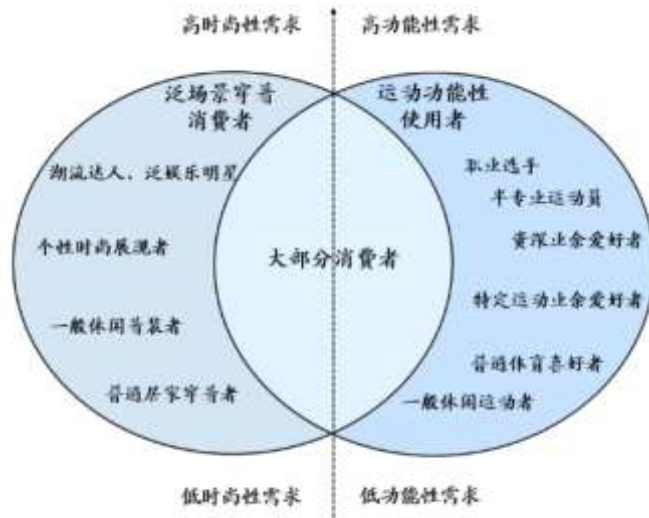 高时尚性需求
高功能性需求
泛场景穿着
消费者
运动功能性
使用者
潮流达人、泛娱乐明星
职业选手
半专业运动员
个性时尚展现者
资深业余爱好者
大部分消费者
特定运动业余爱好者
一般休闲着装者
普通体育喜好者
普通居家穿着者
一般休闲运动者
低时尚性需求
低功能性需求